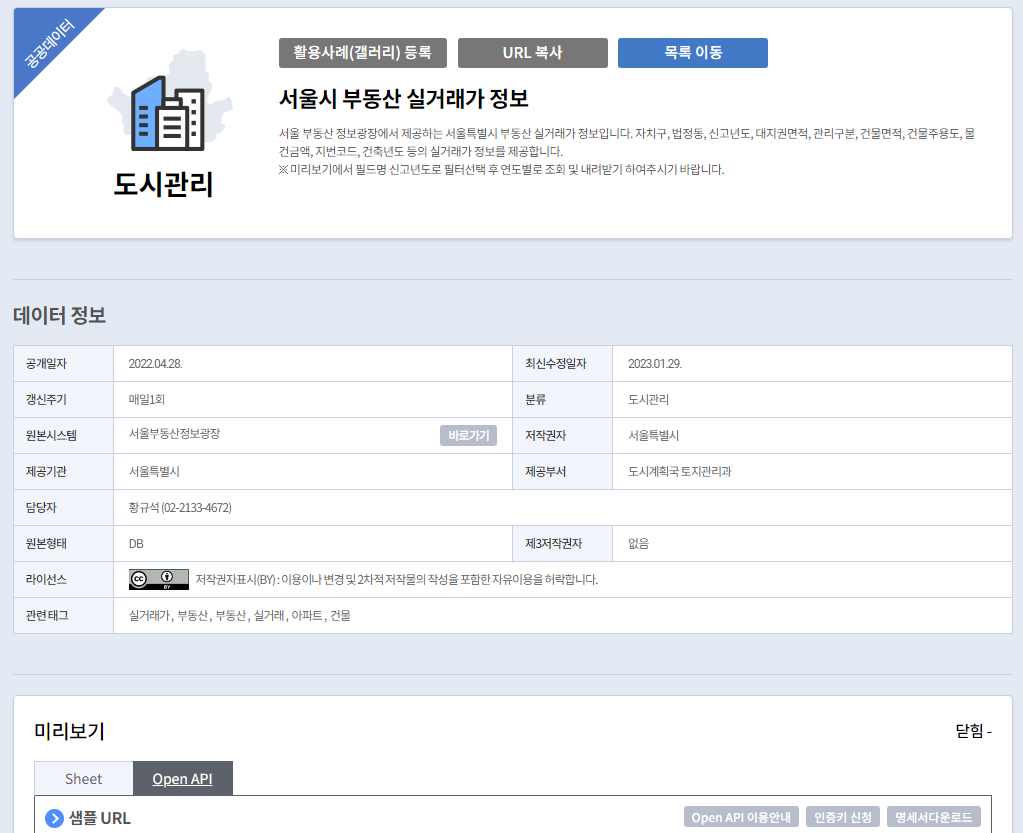 공공데이터
도시관리
활용사례(갤러리) 등록 URL 복사 목록 이동
서울시 부동산 실거래가 정보
서울 부동산 정보광장에서 제공하는 서울특별시 부동산 실거래가 정보입니다. 자치구, 법정동, 신고년도, 대지권면적, 관리구분, 건물면적, 건물주용도, 물
건금액, 지번코드, 건축년도 등의 실거래가 정보를 제공합니다.
※ 미리보기에서 필드명 신고년도로 필터선택 후 연도별로 조회 및 내려받기 하여주시기 바랍니다.
데이터 정보
공개일자 2022.04.28. 최신수정일자 2023.01.29.
갱신주기 매일1회 분류 도시관리
원본시스템 서울부동산정보광장 바로가기 저작권자 서울특별시
제공기관 서울특별시 제공부서 도시계획국 토지관리과
담당자 황규석 (02-2133-4672)
원본형태 DB 제3저작권자 없음
라이선스 cc BY 저작권자표시(BY) : 이용이나 변경 및 2차적 저작물의 작성을 포함한 자유이용을 허락합니다.
관련 태그 실거래가 , 부동산 , 부동산 , 실거래 , 아파트 , 건물
미리보기 닫힘 -
Sheet Open API
샘플 URL Open API 이용안내 인증키 신청 명세서다운로드